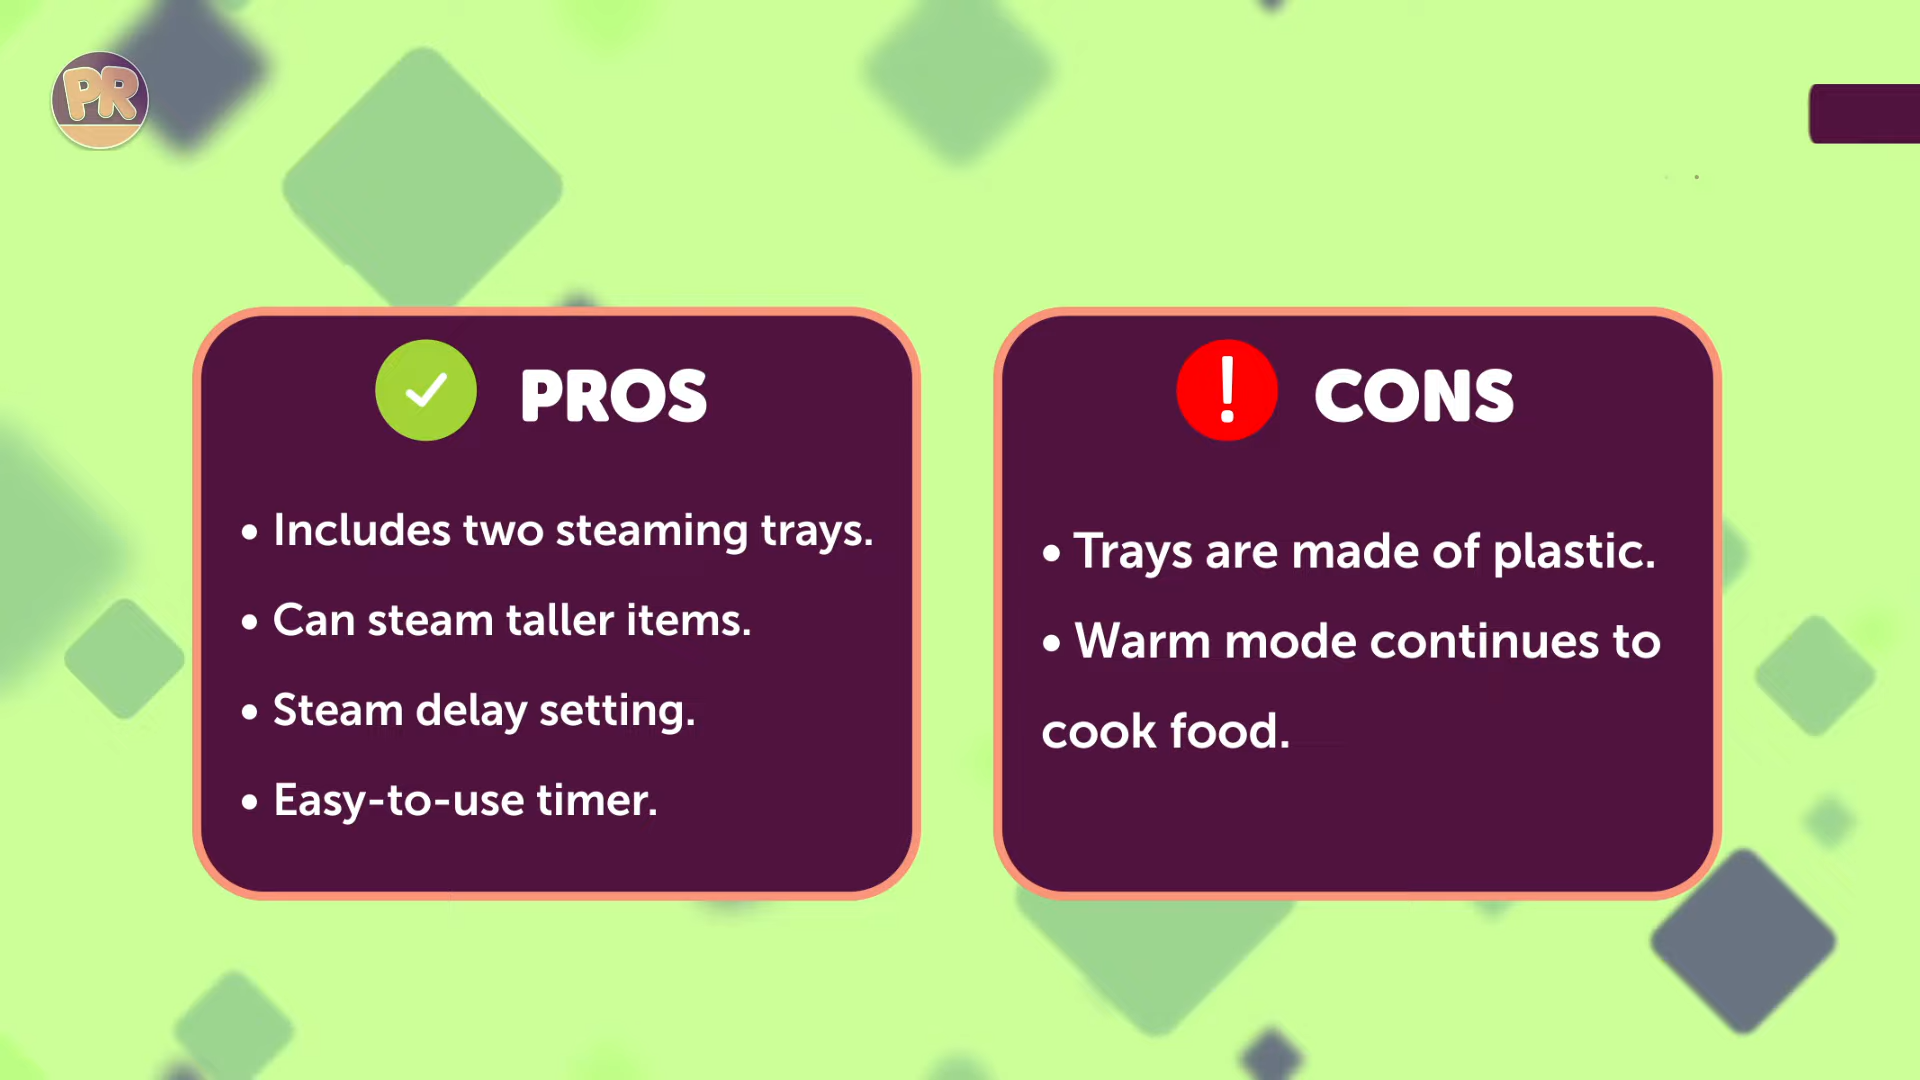 PR
PROS
• Includes two steaming trays.
• Can steam taller items.
• Steam delay setting.
• Easy-to-use timer.
CONS
• Trays are made of plastic.
• Warm mode continues to
cook food.